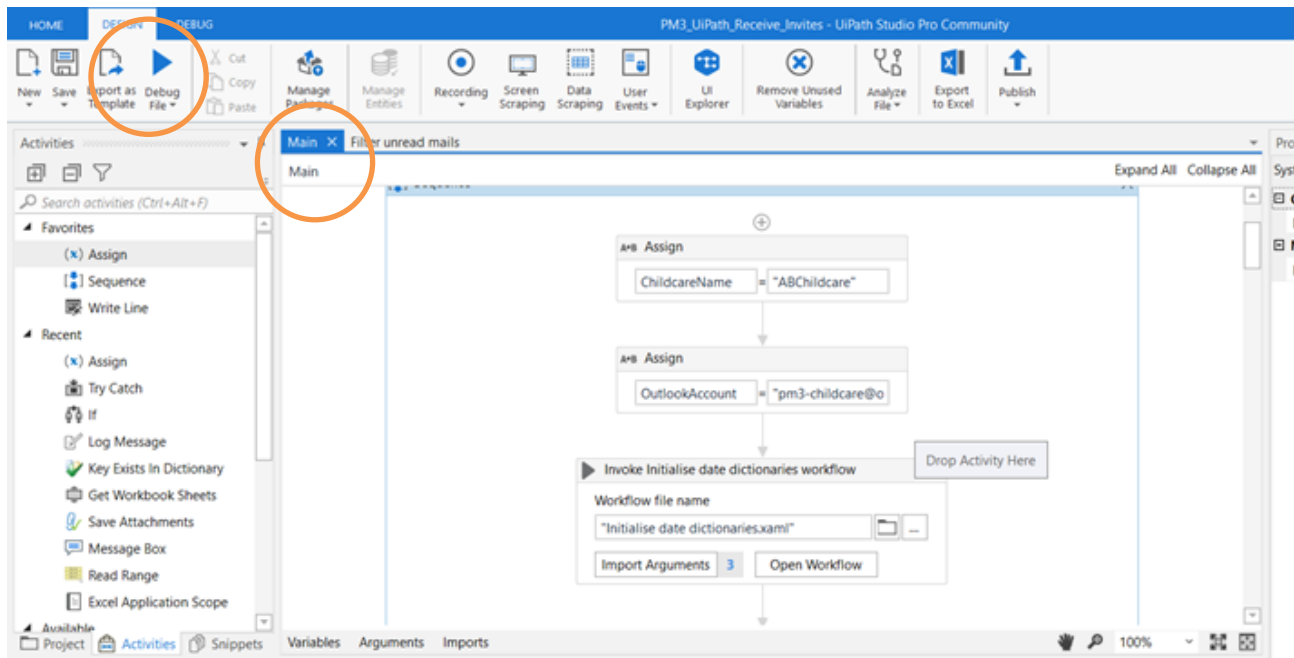 HOME DESIGN DEBUG PM3_UiPath_Receive_Invites - UiPath Studio Pro Community
New Save Export as Template Debug File Cut Copy Paste Manage Packages Manage Entities Recording Screen Scraping Data Scraping User Events UI Explorer Remove Unused Variables Analyze File Export to Excel Publish
Activities
Main Filter unread mails
Main Expand All Collapse All
Search activities (Ctrl+Alt+F)
Favorites
Assign
Sequence
Write Line
Recent
Assign
Try Catch
If
Log Message
Key Exists In Dictionary
Get Workbook Sheets
Save Attachments
Message Box
Read Range
Excel Application Scope
Available
Project Activities Snippets
Sequence
A*B Assign
ChildcareName = "ABChildcare"
A*B Assign
OutlookAccount = "pm3-childcare@o
Invoke Initialise date dictionaries workflow
Drop Activity Here
Workflow file name
"Initialise date dictionaries.xaml" ...
Import Arguments 3 Open Workflow
Variables Arguments Imports 100%
Pro
Syst